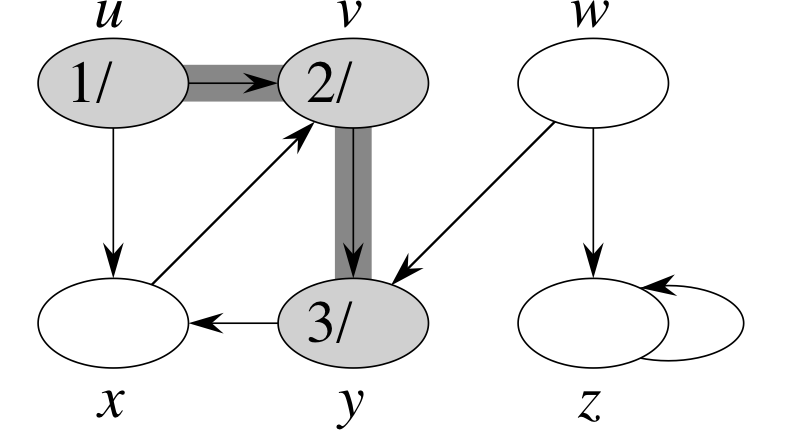 u v w
1/ 2/
3/
x y z